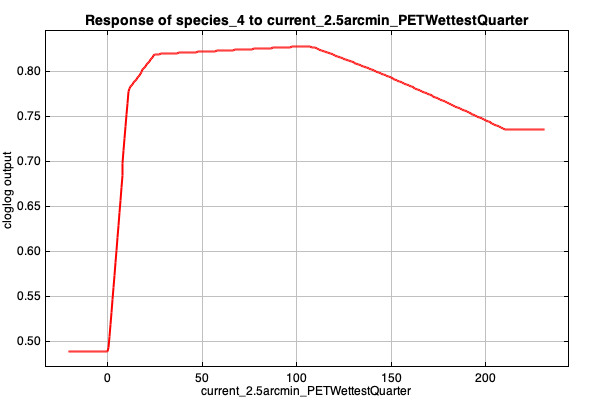 Response of species_4 to current_2.5arcmin_PETWettestQuarter
0.80
0.75
0.70
0.65
0.60
0.55
0.50
cloglog output
0 50 100 150 200
current_2.5arcmin_PETWettestQuarter